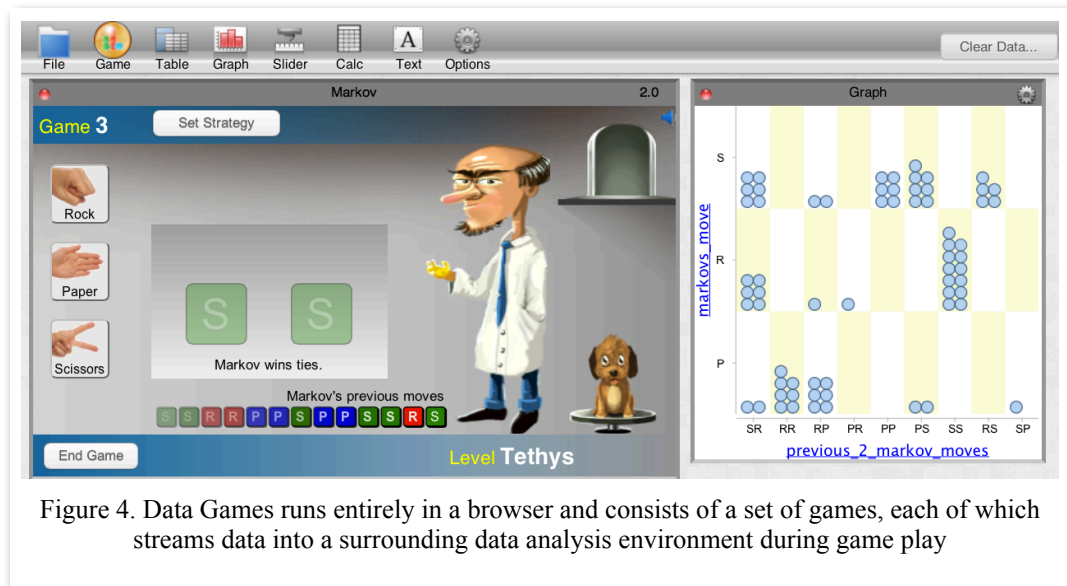 File Game Table Graph Slider Calc Text Options Clear Data...
A
Markov 2.0
Game 3 Set Strategy
Rock
Paper
Scissors
S S
Markov wins ties.
Markov's previous moves
S S R R P P S P P S S R S
End Game Level Tethys
Graph
markovs_move
S
R
P
SR RR RP PR PP PS SS RS SP
previous_2_markov_moves
Figure 4. Data Games runs entirely in a browser and consists of a set of games, each of which
streams data into a surrounding data analysis environment during game play